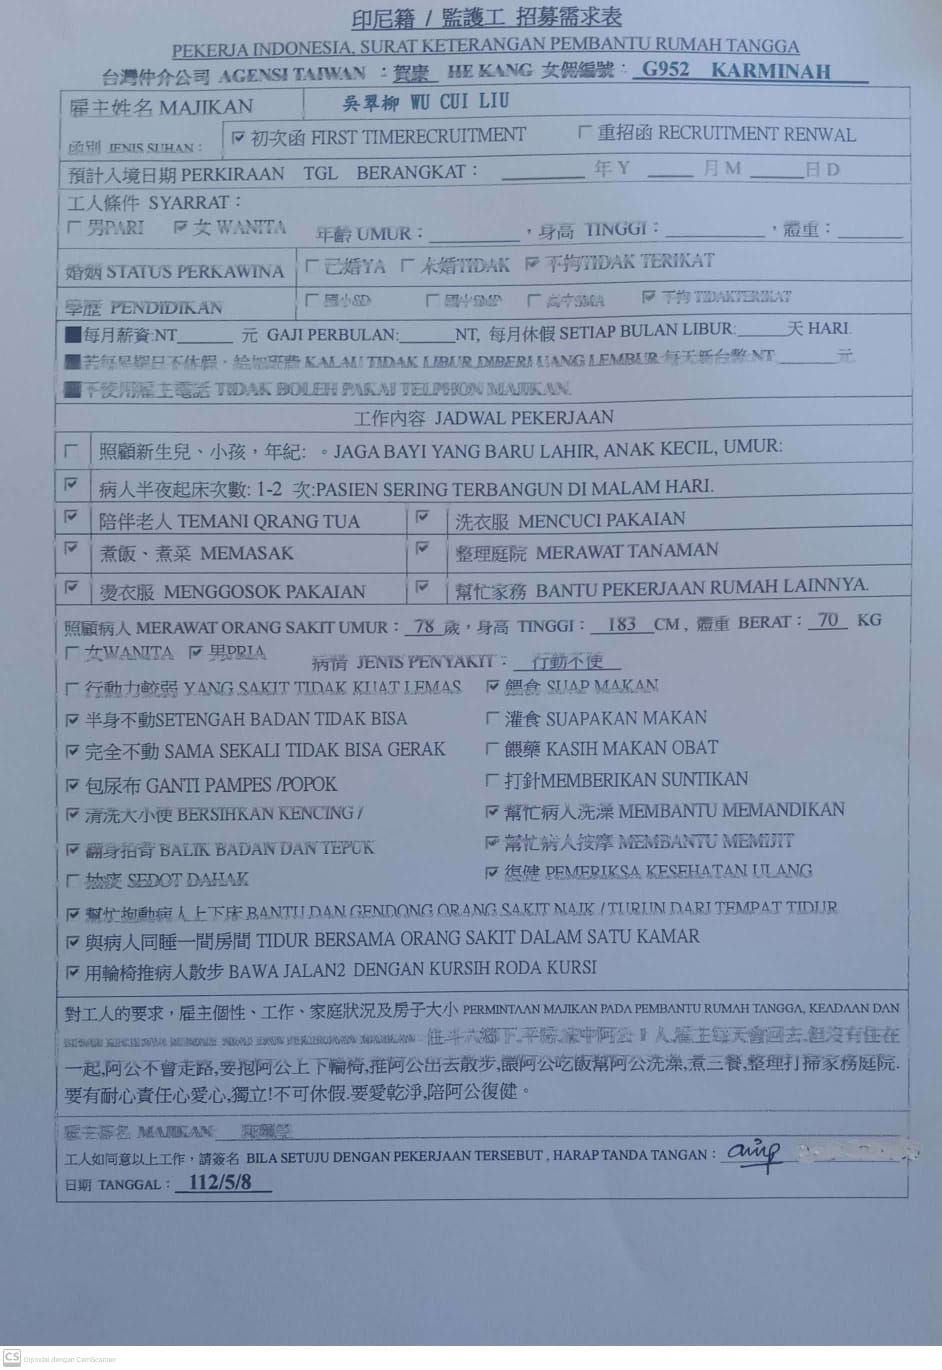 印尼籍 / 監護工 招募需求表
PEKERJA INDONESIA, SURAT KETERANGAN PEMBANTU RUMAH TANGGA
台灣仲介公司 AGENSI TAIWAN ：賀康 HE KANG 女傭編號： G952 KARMINAH
雇主姓名 MAJIKAN 吳翠柳 WU CUI LIU
函別 JENIS SUHAN： ☑初次函 FIRST TIMERECRUITMENT □重招函 RECRUITMENT RENWAL
預計入境日期 PERKIRAAN TGL BERANGKAT： ______ 年 Y ____ 月 M ____ 日 D
工人條件 SYARRAT：
□ 男PARI ☑ 女 WANITA 年齡 UMUR：________，身高 TINGGI：________，體重：______
婚姻 STATUS PERKAWINA □已婚YA □ 未婚TIDAK ☑ 不拘TIDAK TERIKAT
學歷 PENDIDIKAN □國小SD □ 國中SMP □ 高中SMA ☑ 不拘 TIDAKTERIKAT
■每月薪資:NT______ 元 GAJI PERBULAN:______NT, 每月休假 SETIAP BULAN LIBUR:_____天 HARI.
■若每星期日不休假，給加班費 KALAU TIDAK LIBUR,DIBERI UANG LEMBUR 每天新台幣:NT ______元.
■不使用雇主電話 TIDAK BOLEH PAKAI TELPHON MAJIKAN.
工作內容 JADWAL PEKERJAAN
□ 照顧新生兒、小孩，年紀: 。JAGA BAYI YANG BARU LAHIR, ANAK KECIL, UMUR:
☑ 病人半夜起床次數: 1-2 次:PASIEN SERING TERBANGUN DI MALAM HARI.
☑ 陪伴老人 TEMANI QRANG TUA ☑ 洗衣服 MENCUCI PAKAIAN
☑ 煮飯、煮菜 MEMASAK ☑ 整理庭院 MERAWAT TANAMAN
☑ 燙衣服 MENGGOSOK PAKAIAN ☑ 幫忙家務 BANTU PEKERJAAN RUMAH LAINNYA.
照顧病人 MERAWAT ORANG SAKIT UMUR： 78 歲，身高 TINGGI： 183 CM , 體重 BERAT： 70 KG
□ 女WANITA ☑ 男PRIA 病情 JENIS PENYAKIT： 行動不便
□ 行動力較弱 YANG SAKIT TIDAK KUAT LEMAS ☑ 餵食 SUAP MAKAN
☑ 半身不動SETENGAH BADAN TIDAK BISA □ 灌食 SUAPAKAN MAKAN
☑ 完全不動 SAMA SEKALI TIDAK BISA GERAK □ 餵藥 KASIH MAKAN OBAT
☑ 包尿布 GANTI PAMPES /POPOK □ 打針MEMBERIKAN SUNTIKAN
☑ 清洗大小便 BERSIHKAN KENCING / ☑ 幫忙病人洗澡 MEMBANTU MEMANDIKAN
☑ 翻身拍背 BALIK BADAN DAN TEPUK ☑ 幫忙病人按摩 MEMBANTU MEMIJIT
□ 抽痰 SEDOT DAHAK ☑ 復健 PEMERIKSA KESEHATAN ULANG
☑ 幫忙抱動病人上下床 BANTU DAN GENDONG ORANG SAKIT NAIK / TURUN DARI TEMPAT TIDUR
☑ 與病人同睡一間房間 TIDUR BERSAMA ORANG SAKIT DALAM SATU KAMAR
☑ 用輪椅推病人散步 BAWA JALAN2 DENGAN KURSIH RODA KURSI
對工人的要求，雇主個性、工作、家庭狀況及房子大小 PERMINTAAN MAJIKAN PADA PEMBANTU RUMAH TANGGA, KEADAAN DAN
住斗六鄉下,平房,家中阿公 1 人,雇主每天會回去,但沒有住在
一起,阿公不會走路,要抱阿公上下輪椅,推阿公出去散步,餵阿公吃飯幫阿公洗澡,煮三餐,整理打掃家務庭院.
要有耐心責任心愛心,獨立!不可休假.要愛乾淨,陪阿公復健。
雇主簽名 MAJIKAN:
工人如同意以上工作，請簽名 BILA SETUJU DENGAN PEKERJAAN TERSEBUT , HARAP TANDA TANGAN：
日期 TANGGAL： 112/5/8
CS Dipindai dengan CamScanner